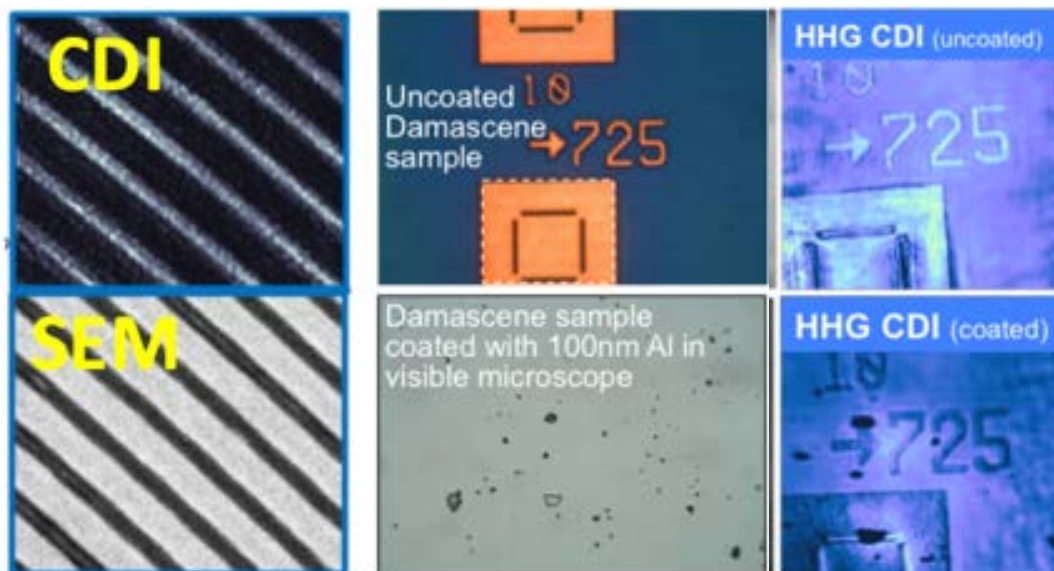 CDI
Uncoated 10
Damascene
sample →725
HHG CDI (uncoated)
10
→725
SEM
Damascene sample
coated with 100nm Al in
visible microscope
HHG CDI (coated)
10
→725